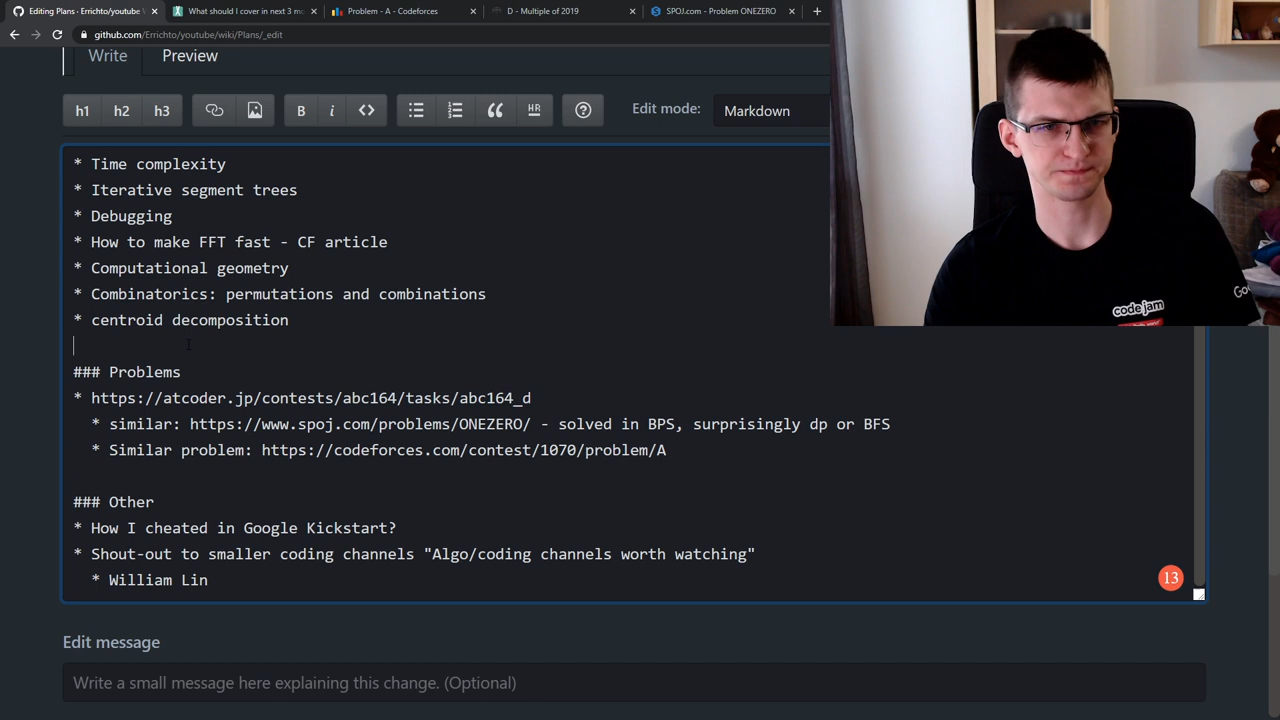 Editing Plans · Errichto/youtube
What should I cover in next 3 mo
Problem - A - Codeforces
D - Multiple of 2019
SPOJ.com - Problem ONEZERO
github.com/Errichto/youtube/wiki/Plans/_edit
Write
Preview
h1
h2
h3
B
i
HR
Edit mode:
Markdown
* Time complexity
* Iterative segment trees
* Debugging
* How to make FFT fast - CF article
* Computational geometry
* Combinatorics: permutations and combinations
* centroid decomposition
### Problems
* https://atcoder.jp/contests/abc164/tasks/abc164_d
* similar: https://www.spoj.com/problems/ONEZERO/ - solved in BPS, surprisingly dp or BFS
* Similar problem: https://codeforces.com/contest/1070/problem/A
### Other
* How I cheated in Google Kickstart?
* Shout-out to smaller coding channels "Algo/coding channels worth watching"
* William Lin
13
Edit message
Write a small message here explaining this change. (Optional)
code jam
Goo